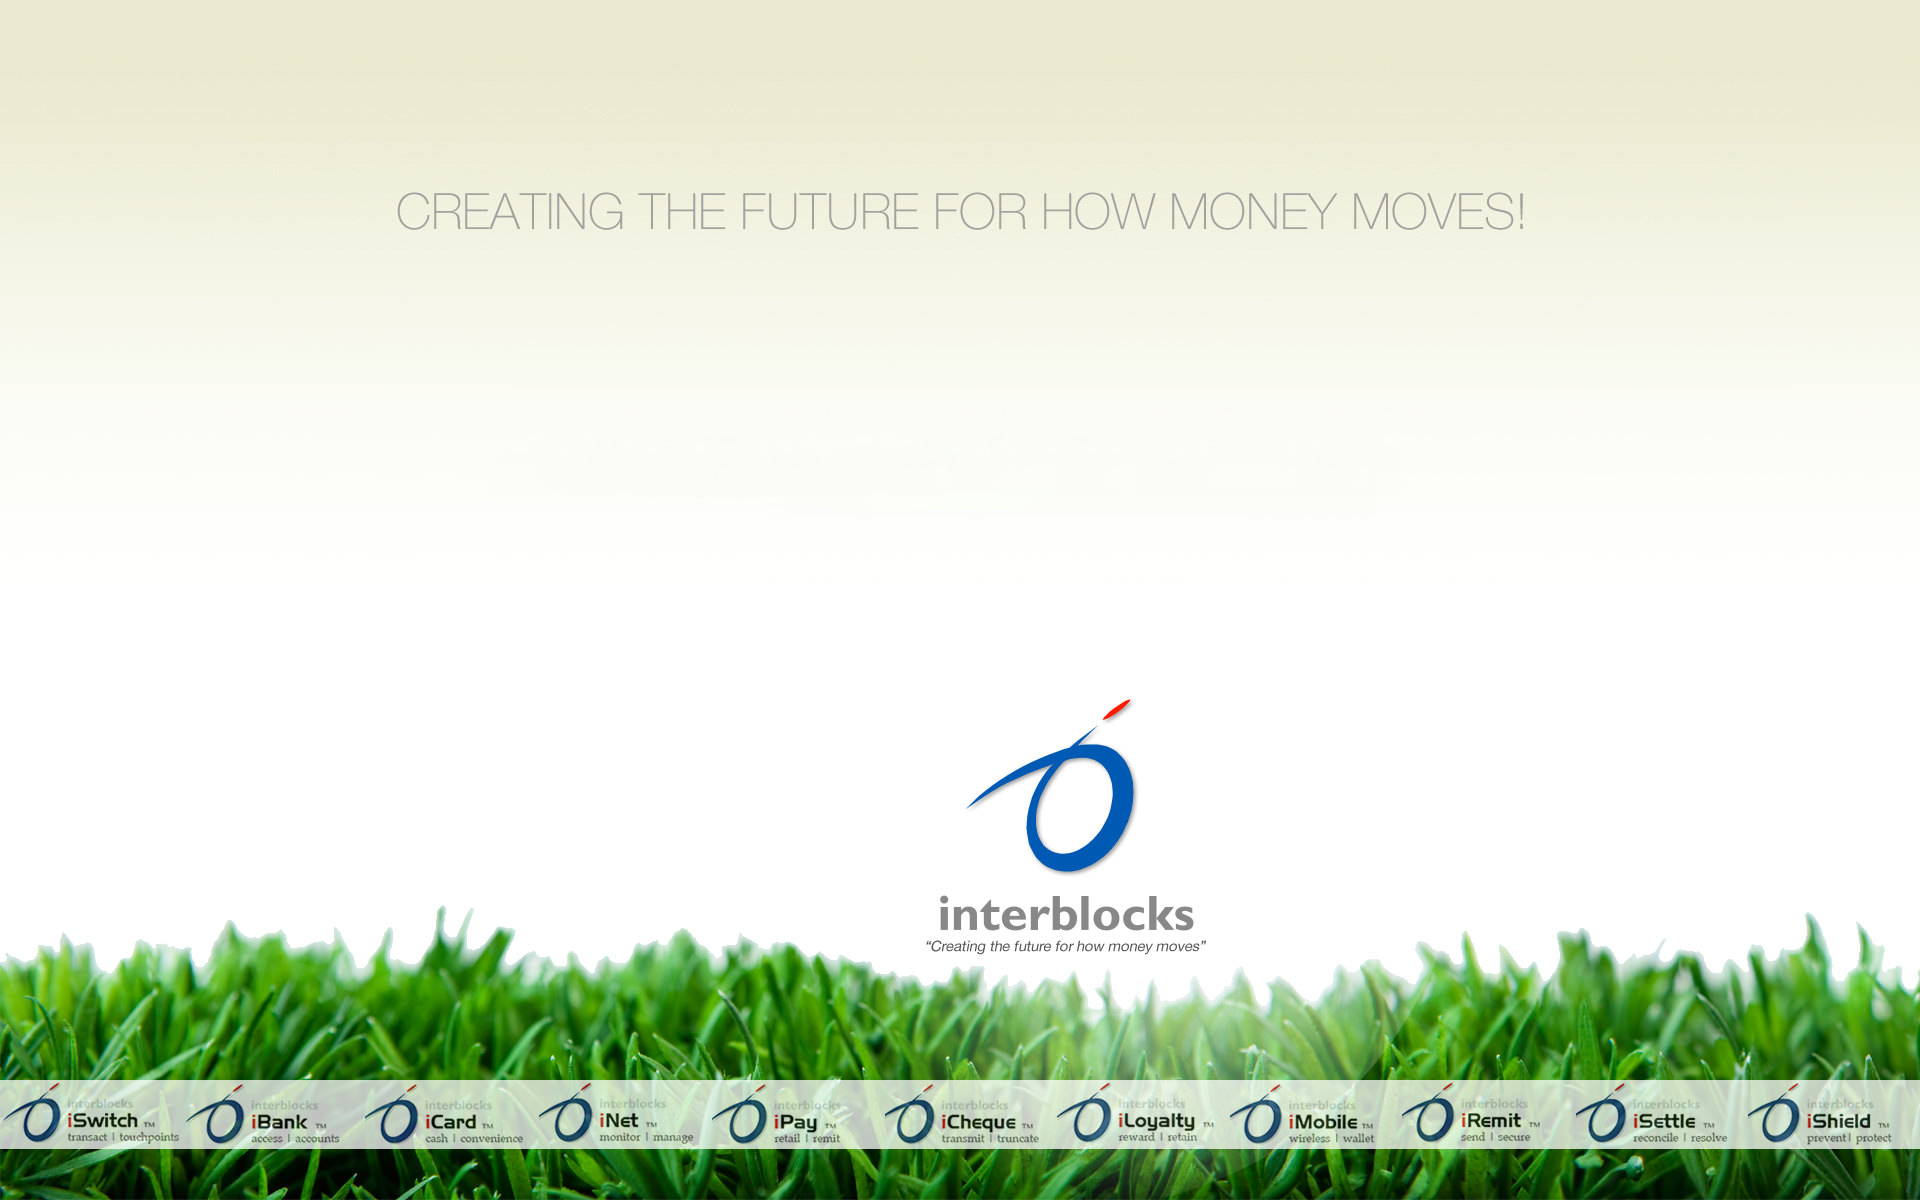 CREATING THE FUTURE FOR HOW MONEY MOVES!
interblocks
“Creating the future for how money moves”
interblocks
iSwitch TM
transact | touchpoints
interblocks
iBank TM
access | accounts
interblocks
iCard TM
cash | convenience
interblocks
iNet TM
monitor | manage
interblocks
iPay TM
retail | remit
interblocks
iCheque TM
transmit | truncate
interblocks
iLoyalty TM
reward | retain
interblocks
iMobile TM
wireless | wallet
interblocks
iRemit TM
send | secure
interblocks
iSettle TM
reconcile | resolve
interblocks
iShield TM
prevent | protect